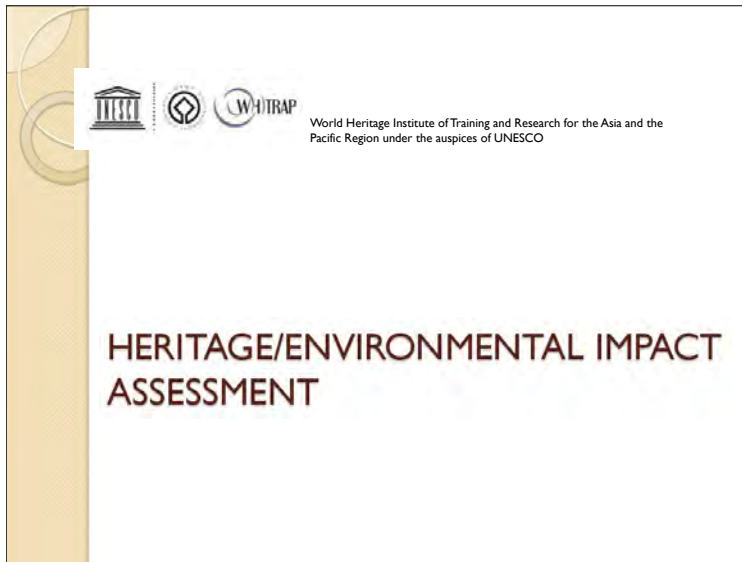 UNESCO
WHITRAP
World Heritage Institute of Training and Research for the Asia and the
Pacific Region under the auspices of UNESCO
HERITAGE/ENVIRONMENTAL IMPACT
ASSESSMENT